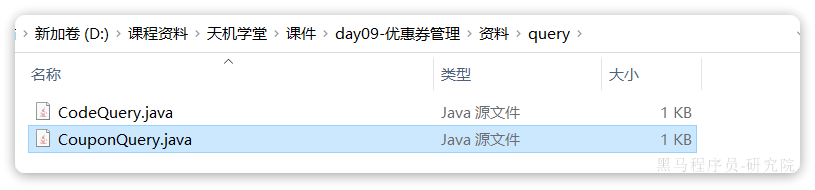 新加卷 (D:) › 课程资料 › 天机学堂 › 课件 › day09-优惠券管理 › 资料 › query ›
名称 类型 大小
CodeQuery.java Java 源文件 1 KB
CouponQuery.java Java 源文件 1 KB
黑马程序员-研究院